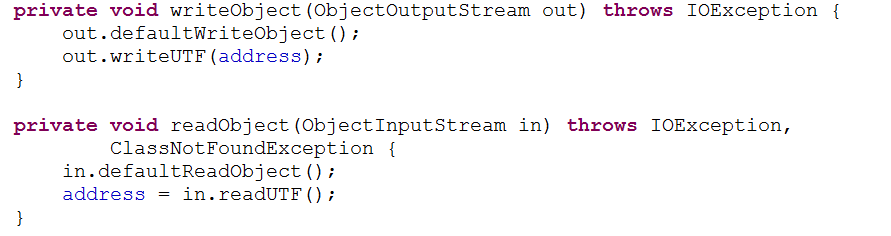 private void writeObject(ObjectOutputStream out) throws IOException {
    out.defaultWriteObject();
    out.writeUTF(address);
}

private void readObject(ObjectInputStream in) throws IOException,
        ClassNotFoundException {
    in.defaultReadObject();
    address = in.readUTF();
}